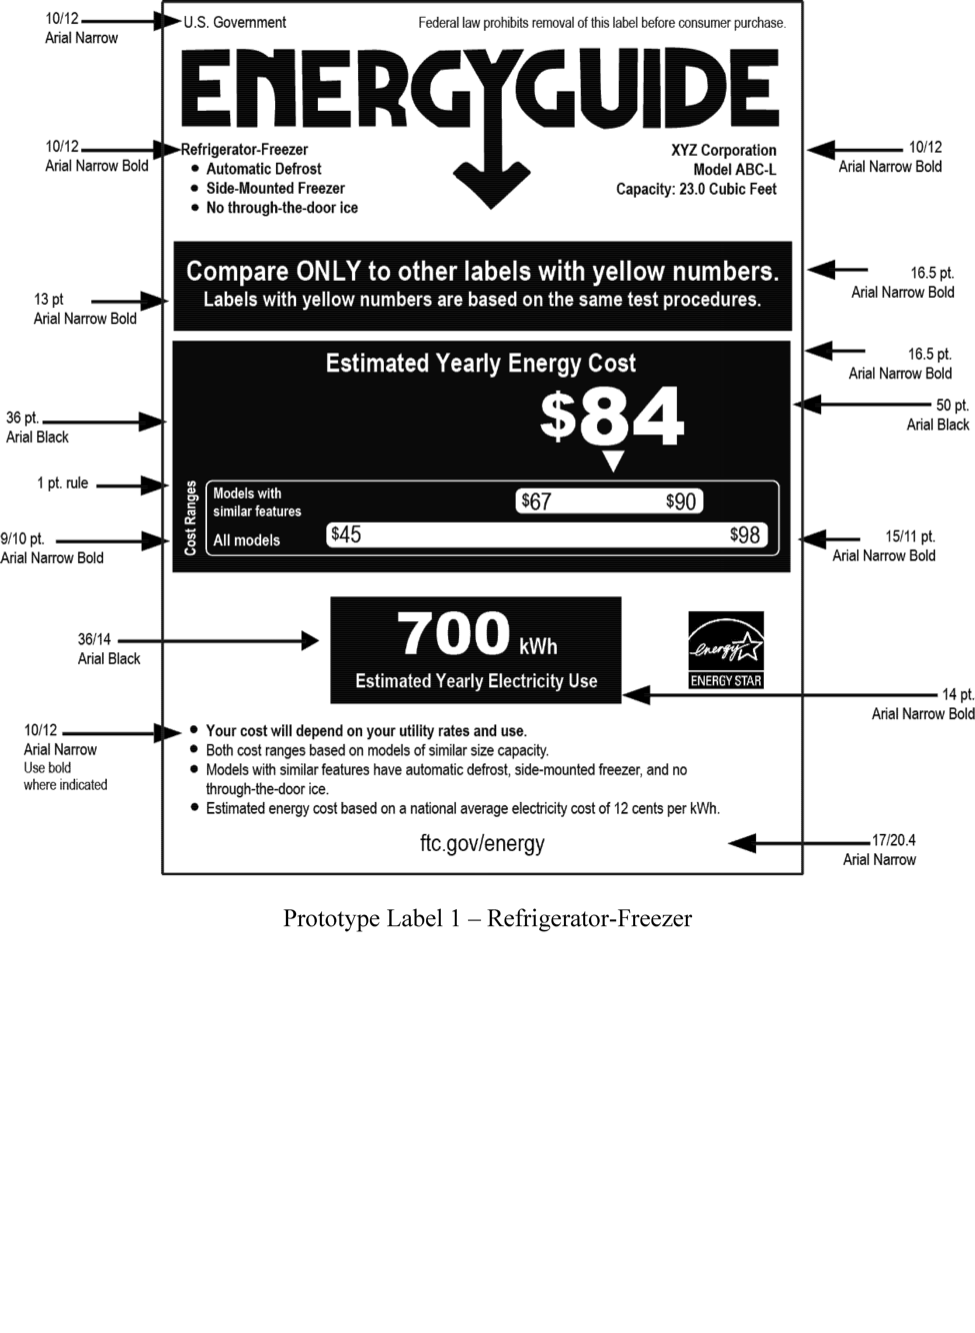 10/12
Arial Narrow
U.S. Government
Federal law prohibits removal of this label before consumer purchase.
ENERGYGUIDE
10/12
Arial Narrow Bold
Refrigerator-Freezer
• Automatic Defrost
• Side-Mounted Freezer
• No through-the-door ice
XYZ Corporation
Model ABC-L
Capacity: 23.0 Cubic Feet
10/12
Arial Narrow Bold
Compare ONLY to other labels with yellow numbers.
Labels with yellow numbers are based on the same test procedures.
16.5 pt.
Arial Narrow Bold
13 pt
Arial Narrow Bold
Estimated Yearly Energy Cost
16.5 pt.
Arial Narrow Bold
$84
50 pt.
Arial Black
36 pt.
Arial Black
1 pt. rule
Cost Ranges
Models with
similar features
$67 $90
All models
$45 $98
9/10 pt.
Arial Narrow Bold
15/11 pt.
Arial Narrow Bold
36/14
Arial Black
700 kWh
Estimated Yearly Electricity Use
energy
ENERGY STAR
14 pt.
Arial Narrow Bold
10/12
Arial Narrow
Use bold
where indicated
• Your cost will depend on your utility rates and use.
• Both cost ranges based on models of similar size capacity.
• Models with similar features have automatic defrost, side-mounted freezer, and no
through-the-door ice.
• Estimated energy cost based on a national average electricity cost of 12 cents per kWh.
ftc.gov/energy
17/20.4
Arial Narrow
Prototype Label 1 – Refrigerator-Freezer